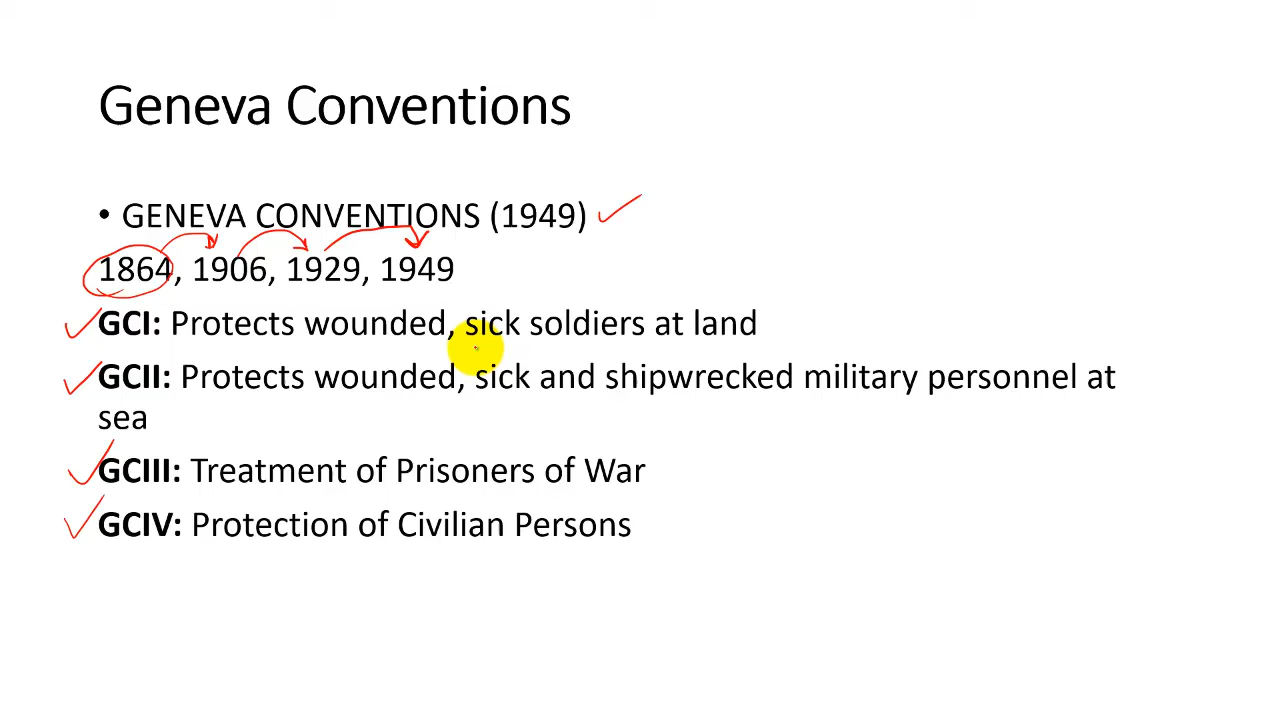 Geneva Conventions
• GENEVA CONVENTIONS (1949)
1864, 1906, 1929, 1949
GCI: Protects wounded, sick soldiers at land
GCII: Protects wounded, sick and shipwrecked military personnel at
sea
GCIII: Treatment of Prisoners of War
GCIV: Protection of Civilian Persons